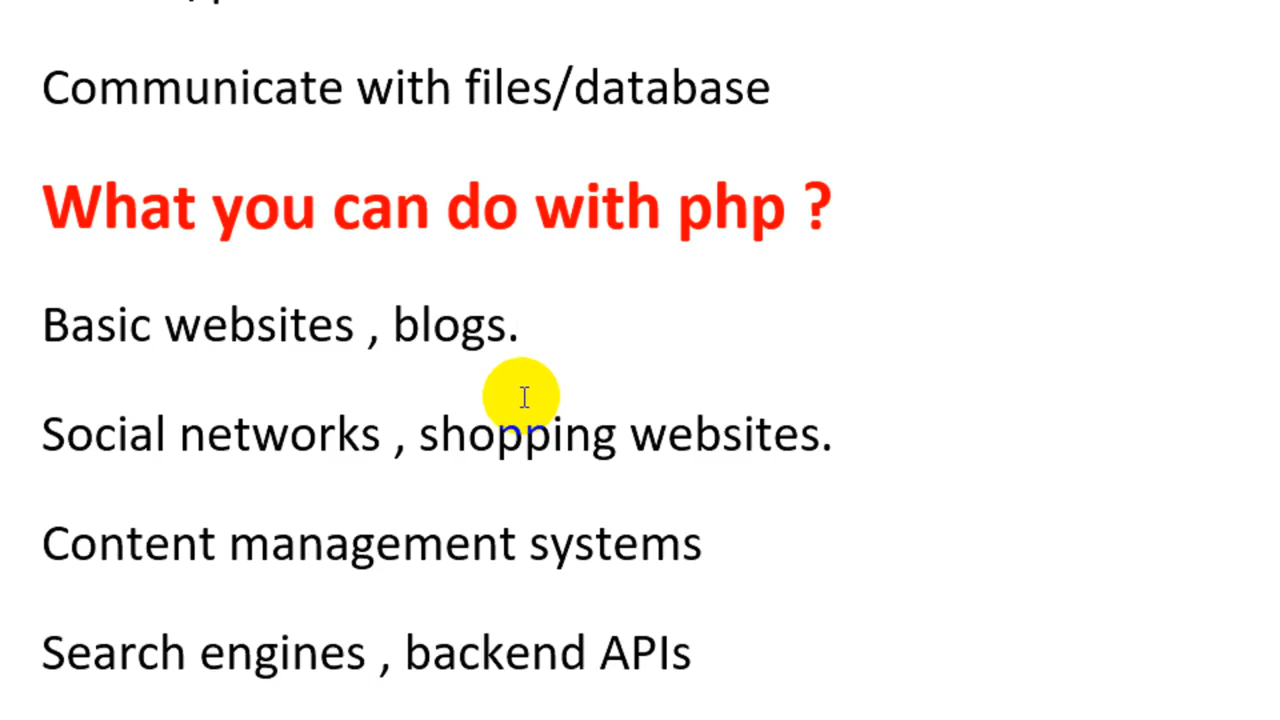 Communicate with files/database
What you can do with php ?
Basic websites , blogs.
Social networks , shopping websites.
Content management systems
Search engines , backend APIs